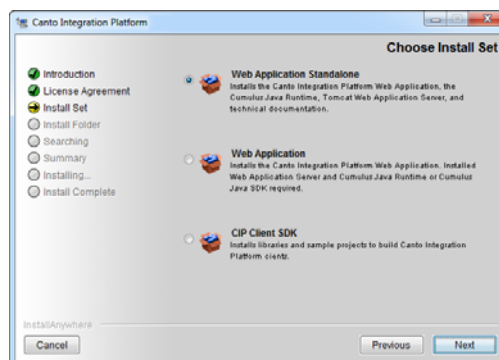 Canto Integration Platform
Choose Install Set
Introduction
License Agreement
Install Set
Install Folder
Searching
Summary
Installing...
Install Complete
Web Application Standalone
Installs the Canto Integration Platform Web Application, the
Cumulus Java Runtime, Tomcat Web Application Server, and
technical documentation.
Web Application
Installs the Canto Integration Platform Web Application. Installed
Web Application Server and Cumulus Java Runtime or Cumulus
Java SDK required.
CIP Client SDK
Installs libraries and sample projects to build Canto Integration
Platform clients.
InstallAnywhere
Cancel
Previous
Next